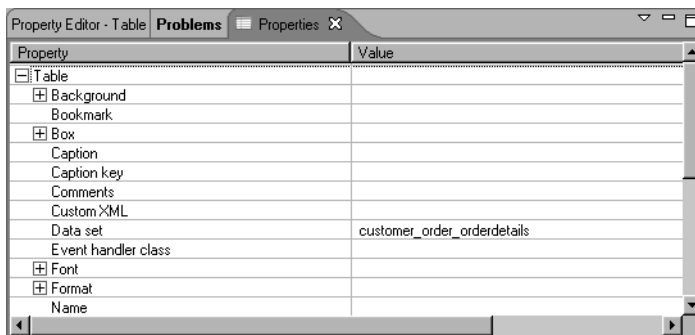 Property Editor - Table Problems Properties
Property Value
Table
Background
Bookmark
Box
Caption
Caption key
Comments
Custom XML
Data set customer_order_orderdetails
Event handler class
Font
Format
Name